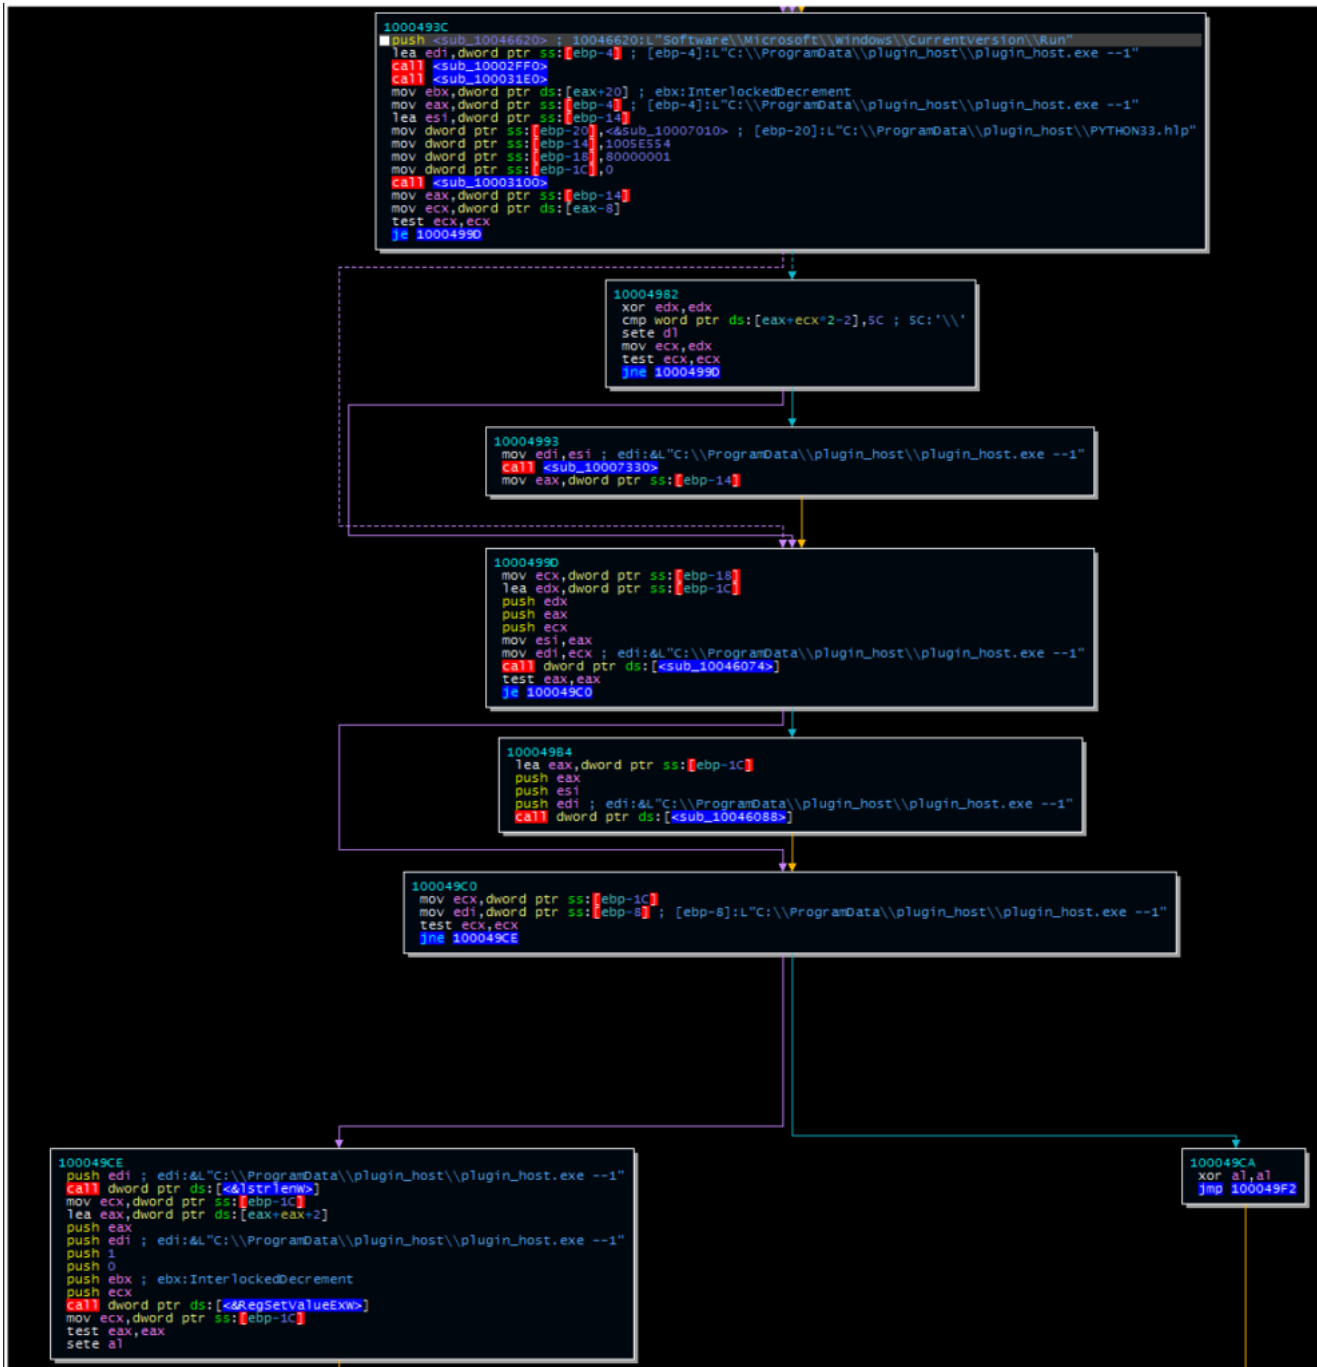 1000493C
push <sub_10046620> ; 10046620:L"Software\\Microsoft\\Windows\\CurrentVersion\\Run"
lea edi,dword ptr ss:[ebp-4] ; [ebp-4]:L"C:\\ProgramData\\plugin_host\\plugin_host.exe --1"
call <sub_10002FF0>
call <sub_100031E0>
mov ebx,dword ptr ds:[eax+20] ; ebx:InterlockedDecrement
mov eax,dword ptr ss:[ebp-4] ; [ebp-4]:L"C:\\ProgramData\\plugin_host\\plugin_host.exe --1"
lea esi,dword ptr ss:[ebp-14]
mov dword ptr ss:[ebp-20],<&sub_10007010> ; [ebp-20]:L"C:\\ProgramData\\plugin_host\\PYTHON33.hlp"
mov dword ptr ss:[ebp-14],1005E554
mov dword ptr ss:[ebp-18],80000001
mov dword ptr ss:[ebp-1C],0
call <sub_10003100>
mov eax,dword ptr ss:[ebp-14]
mov ecx,dword ptr ds:[eax-8]
test ecx,ecx
je 1000499D
10004982
xor edx,edx
cmp word ptr ds:[eax+ecx*2-2],5C ; 5C:'\\'
sete dl
mov ecx,edx
test ecx,ecx
jne 1000499D
10004993
mov edi,esi ; edi:&L"C:\\ProgramData\\plugin_host\\plugin_host.exe --1"
call <sub_10007330>
mov eax,dword ptr ss:[ebp-14]
1000499D
mov ecx,dword ptr ss:[ebp-18]
lea edx,dword ptr ss:[ebp-1C]
push edx
push eax
push ecx
mov esi,eax
mov edi,ecx ; edi:&L"C:\\ProgramData\\plugin_host\\plugin_host.exe --1"
call dword ptr ds:[<sub_10046074>]
test eax,eax
je 100049C0
100049B4
lea eax,dword ptr ss:[ebp-1C]
push eax
push esi
push edi ; edi:&L"C:\\ProgramData\\plugin_host\\plugin_host.exe --1"
call dword ptr ds:[<sub_10046088>]
100049C0
mov ecx,dword ptr ss:[ebp-1C]
mov edi,dword ptr ss:[ebp-8] ; [ebp-8]:L"C:\\ProgramData\\plugin_host\\plugin_host.exe --1"
test ecx,ecx
jne 100049CE
100049CE
push edi ; edi:&L"C:\\ProgramData\\plugin_host\\plugin_host.exe --1"
call dword ptr ds:[<&lstrlenW>]
mov ecx,dword ptr ss:[ebp-1C]
lea eax,dword ptr ds:[eax+eax+2]
push eax
push edi ; edi:&L"C:\\ProgramData\\plugin_host\\plugin_host.exe --1"
push 1
push 0
push ebx ; ebx:InterlockedDecrement
push ecx
call dword ptr ds:[<&RegSetValueExW>]
mov ecx,dword ptr ss:[ebp-1C]
test eax,eax
sete al
100049CA
xor al,al
jmp 100049F2